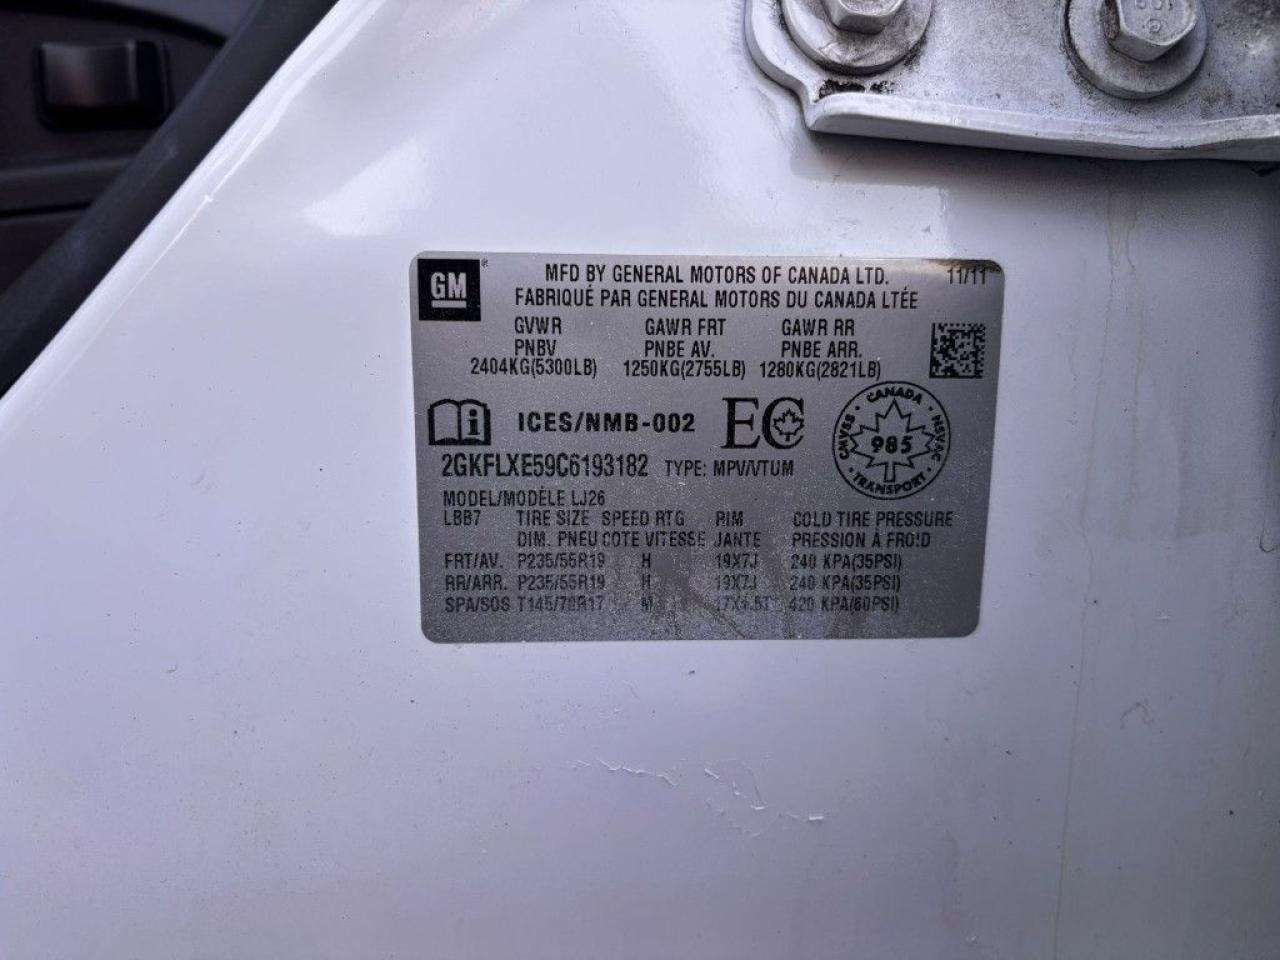 GM
MFD BY GENERAL MOTORS OF CANADA LTD. 11/11
FABRIQUÉ PAR GENERAL MOTORS DU CANADA LTÉE
GVWR GAWR FRT GAWR RR
PNBV PNBE AV. PNBE ARR.
2404KG(5300LB) 1250KG(2755LB) 1280KG(2821LB)
i ICES/NMB-002 EC
CANADA CMVSS 985 NSVAC TRANSPORT
2GKFLXE59C6193182 TYPE: MPV/VTUM
MODEL/MODÈLE LJ26
LBB7 TIRE SIZE SPEED RTG RIM COLD TIRE PRESSURE
DIM. PNEU COTE VITESSE JANTE PRESSION À FROID
FRT/AV. P235/55R19 H 19X7J 240 KPA(35PSI)
RR/ARR. P235/55R19 H 19X7J 240 KPA(35PSI)
SPA/SOS T145/70R17 M 420 KPA(60PSI)